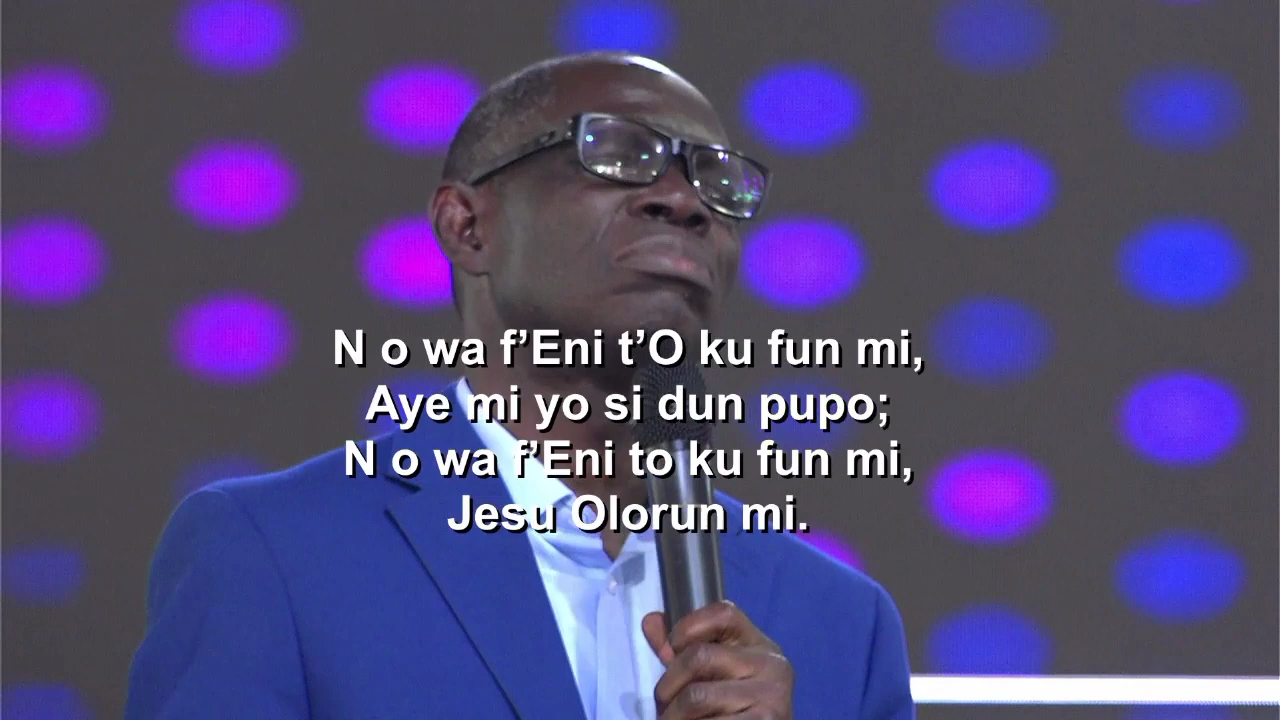 N o wa f’Eni t’O ku fun mi,
Aye mi yo si dun pupo;
N o wa f’Eni to ku fun mi,
Jesu Olorun mi.